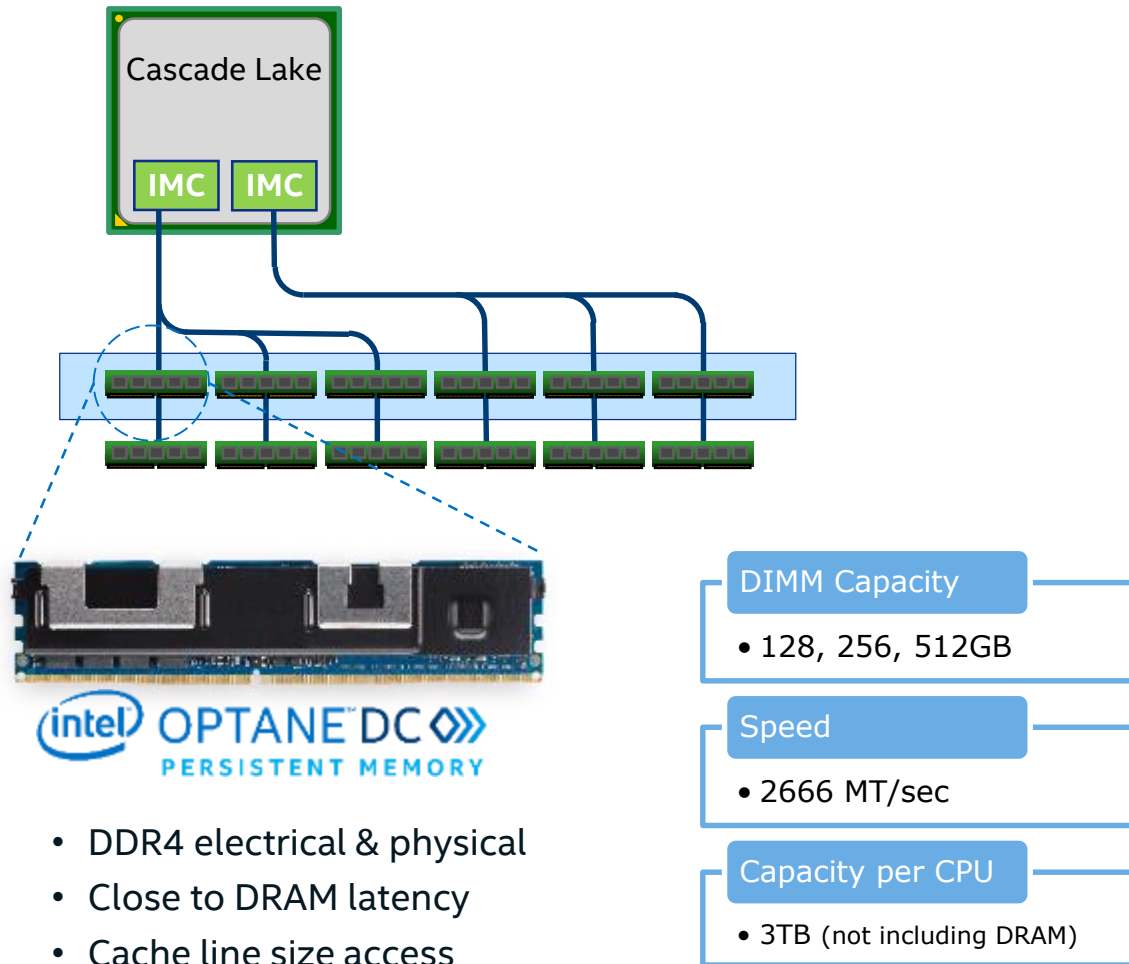 Cascade Lake
IMC IMC
intel OPTANE™ DC
PERSISTENT MEMORY
• DDR4 electrical & physical
• Close to DRAM latency
• Cache line size access
DIMM Capacity
• 128, 256, 512GB
Speed
• 2666 MT/sec
Capacity per CPU
• 3TB (not including DRAM)